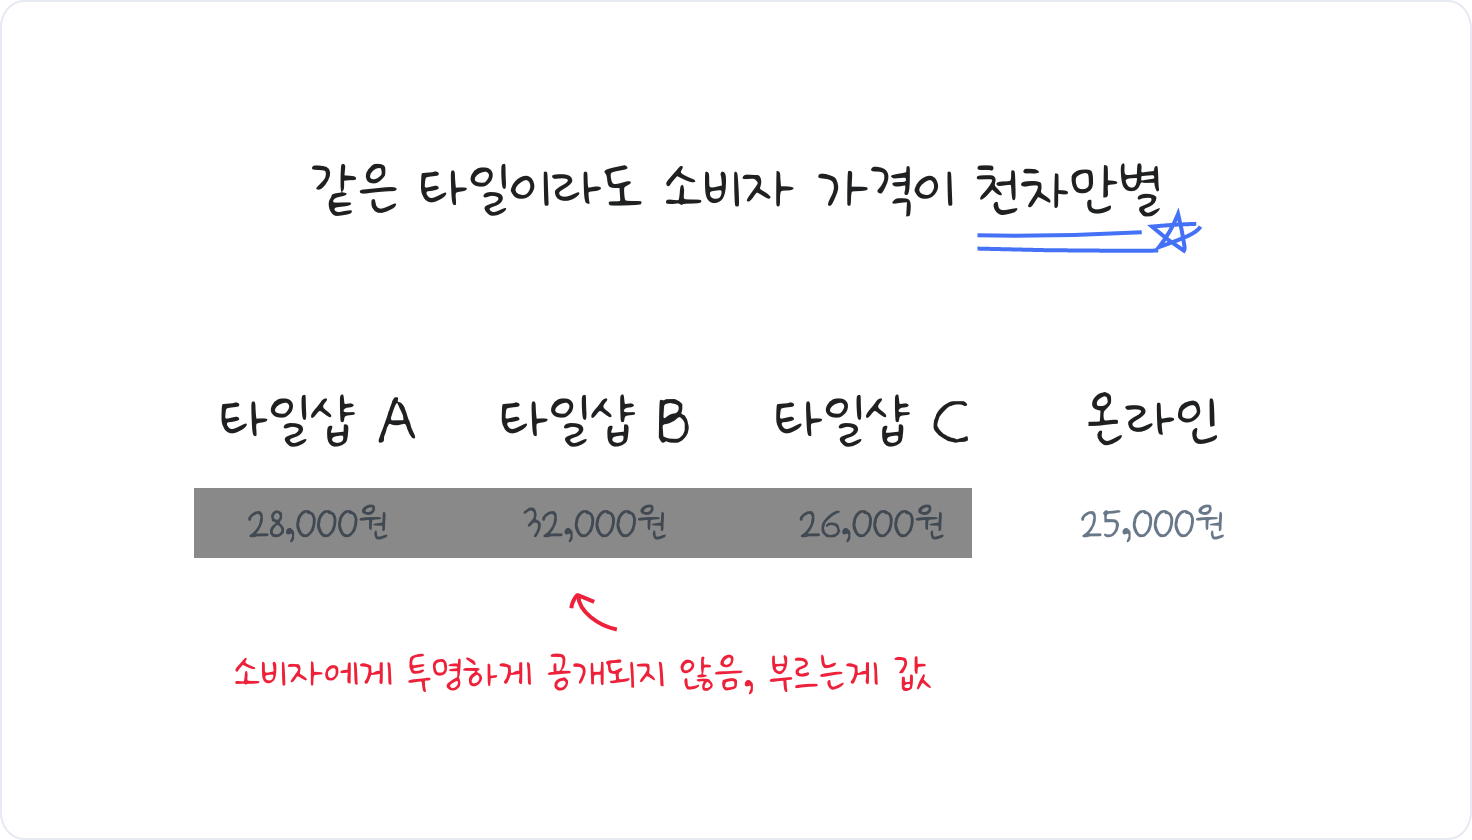 같은 타일이라도 소비자 가격이 천차만별
타일샵 A 타일샵 B 타일샵 C 온라인
28,000원 32,000원 26,000원 25,000원
소비자에게 투명하게 공개되지 않음, 부르는게 값